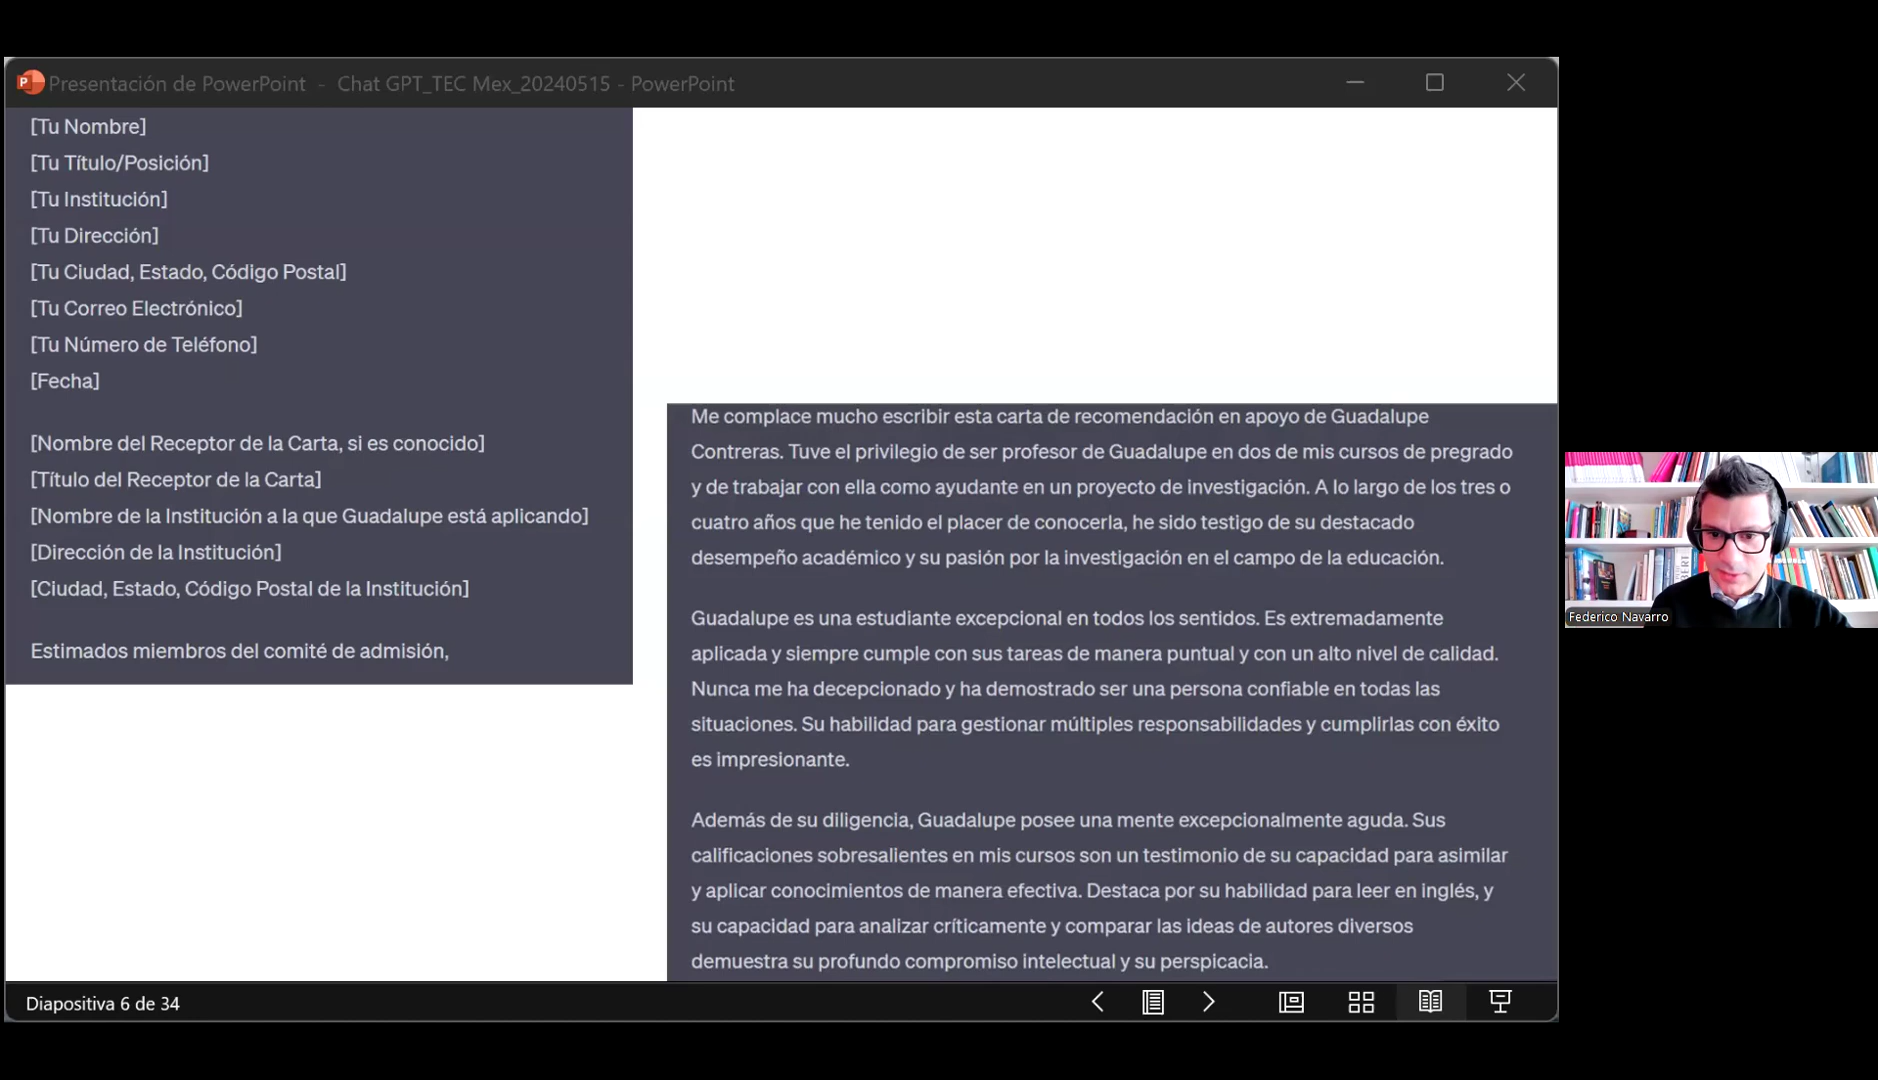 Presentación de PowerPoint - Chat GPT_TEC Mex_20240515 - PowerPoint
[Tu Nombre]
[Tu Título/Posición]
[Tu Institución]
[Tu Dirección]
[Tu Ciudad, Estado, Código Postal]
[Tu Correo Electrónico]
[Tu Número de Teléfono]
[Fecha]
[Nombre del Receptor de la Carta, si es conocido]
[Título del Receptor de la Carta]
[Nombre de la Institución a la que Guadalupe está aplicando]
[Dirección de la Institución]
[Ciudad, Estado, Código Postal de la Institución]
Estimados miembros del comité de admisión,
Me complace mucho escribir esta carta de recomendación en apoyo de Guadalupe
Contreras. Tuve el privilegio de ser profesor de Guadalupe en dos de mis cursos de pregrado
y de trabajar con ella como ayudante en un proyecto de investigación. A lo largo de los tres o
cuatro años que he tenido el placer de conocerla, he sido testigo de su destacado
desempeño académico y su pasión por la investigación en el campo de la educación.
Guadalupe es una estudiante excepcional en todos los sentidos. Es extremadamente
aplicada y siempre cumple con sus tareas de manera puntual y con un alto nivel de calidad.
Nunca me ha decepcionado y ha demostrado ser una persona confiable en todas las
situaciones. Su habilidad para gestionar múltiples responsabilidades y cumplirlas con éxito
es impresionante.
Además de su diligencia, Guadalupe posee una mente excepcionalmente aguda. Sus
calificaciones sobresalientes en mis cursos son un testimonio de su capacidad para asimilar
y aplicar conocimientos de manera efectiva. Destaca por su habilidad para leer en inglés, y
su capacidad para analizar críticamente y comparar las ideas de autores diversos
demuestra su profundo compromiso intelectual y su perspicacia.
Federico Navarro
Diapositiva 6 de 34